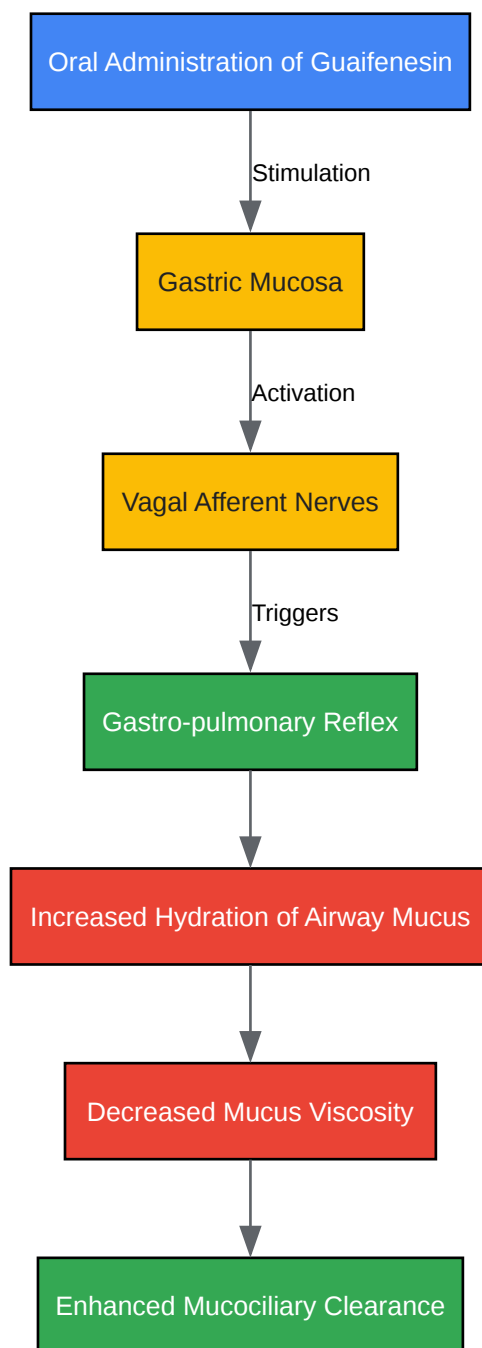 Oral Administration of Guaifenesin
Stimulation
Gastric Mucosa
Activation
Vagal Afferent Nerves
Triggers
Gastro-pulmonary Reflex
Increased Hydration of Airway Mucus
Decreased Mucus Viscosity
Enhanced Mucociliary Clearance